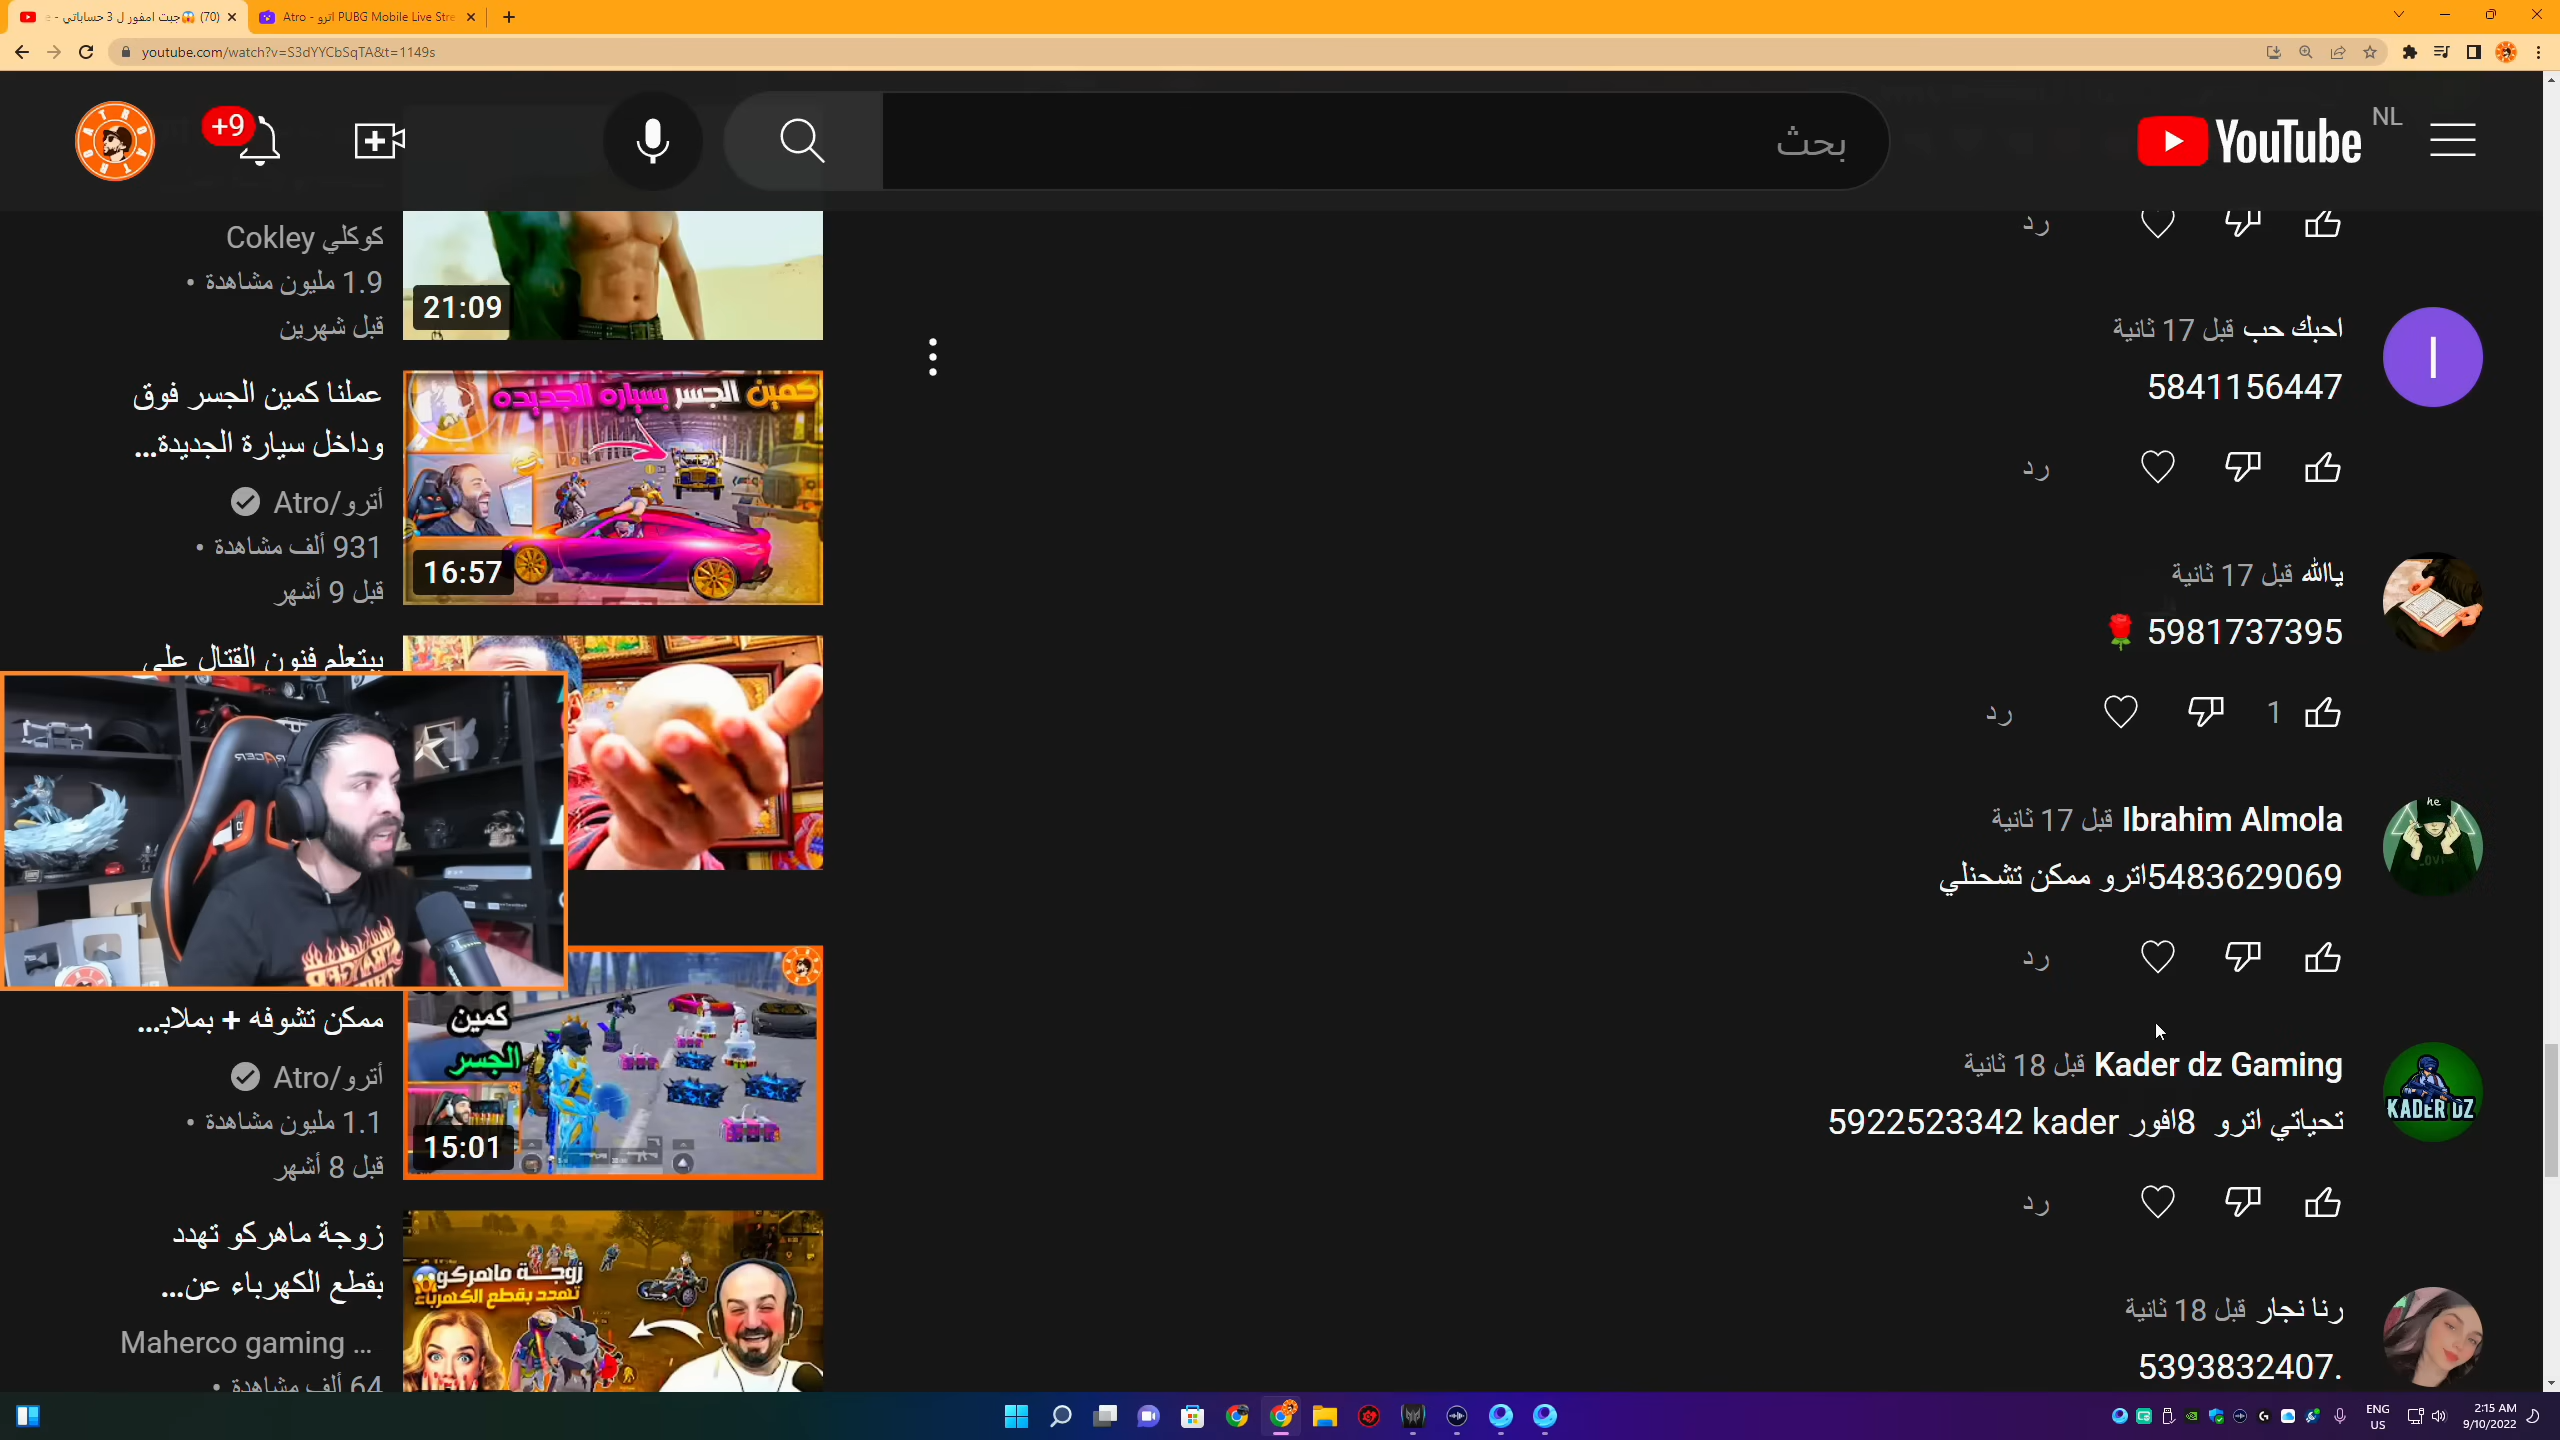 جبت امفور ل 3 حساباتي😱 (70)
Atro - اترو PUBG Mobile Live Stre
youtube.com/watch?v=S3dYYCbSqTA&t=1149s
ATRO
+9
بحث
YouTube NL
كوكلي Cokley
1.9 مليون مشاهدة •
قبل شهرين
21:09
عملنا كمين الجسر فوق
وداخل سيارة الجديدة...
أترو/Atro
931 ألف مشاهدة •
قبل 9 أشهر
كمين الجسر بسياره الجديده
16:57
يبتعلم فنون القتال على
RACER
STRANGER
ممكن تشوفه + بملاب...
أترو/Atro
1.1 مليون مشاهدة •
قبل 8 أشهر
كمين
الجسر
15:01
زوجة ماهركو تهدد
بقطع الكهرباء عن...
Maherco gaming ...
64 ألف مشاهدة •
زوجـــة ماهركو
تهدد بقطع الكهرباء
رد
احبك حب قبل 17 ثانية
5841156447
رد
ياالله قبل 17 ثانية
5981737395 🌹
1 رد
Ibrahim Almola قبل 17 ثانية
5483629069اترو ممكن تشحنلي
رد
Kader dz Gaming قبل 18 ثانية
تحياتي اترو 8افور 5922523342 kader
KADER DZ
رد
رنا نجار قبل 18 ثانية
5393832407.
ENG
US
2:15 AM
9/10/2022